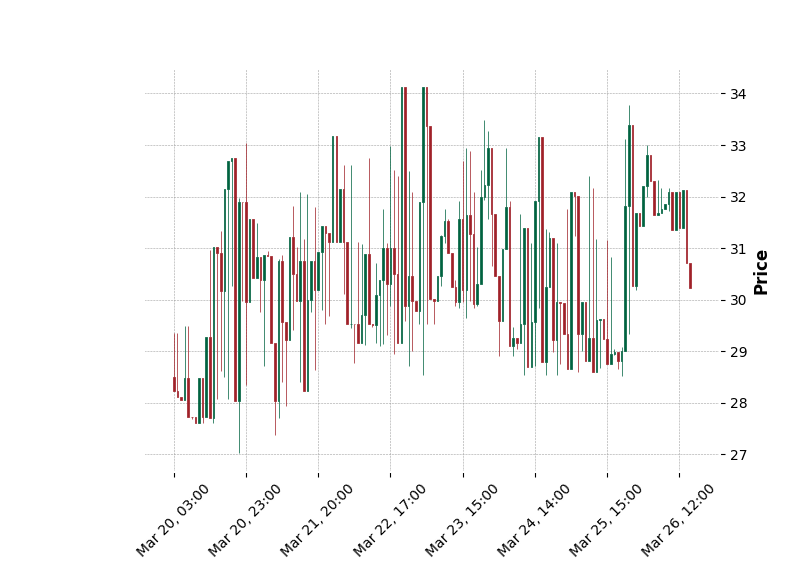 34
33
32
31
30
29
28
27
Price
Mar 20, 03:00
Mar 20, 23:00
Mar 21, 20:00
Mar 22, 17:00
Mar 23, 15:00
Mar 24, 14:00
Mar 25, 15:00
Mar 26, 12:00